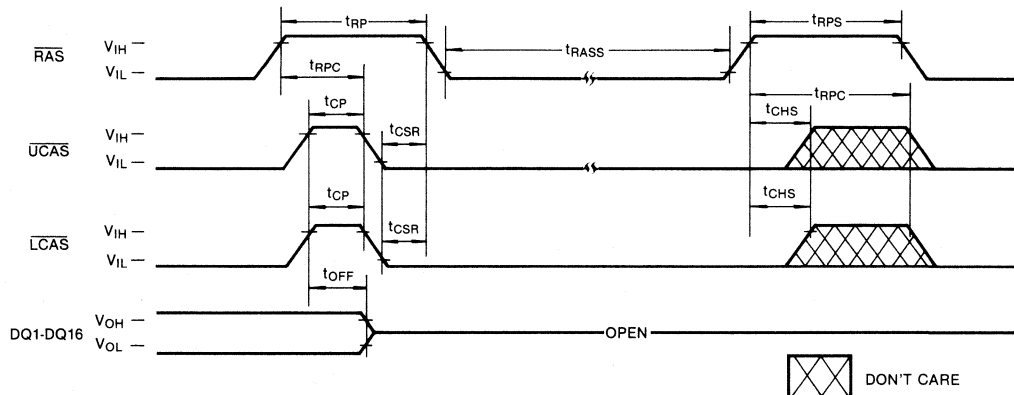 tRP
tRPS
RAS
VIH
VIL
tRASS
tRPC
tRPC
tCP
tCSR
tCHS
UCAS
VIH
VIL
tCP
tCSR
tCHS
LCAS
VIH
VIL
tOFF
DQ1-DQ16
VOH
VOL
OPEN
DON'T CARE